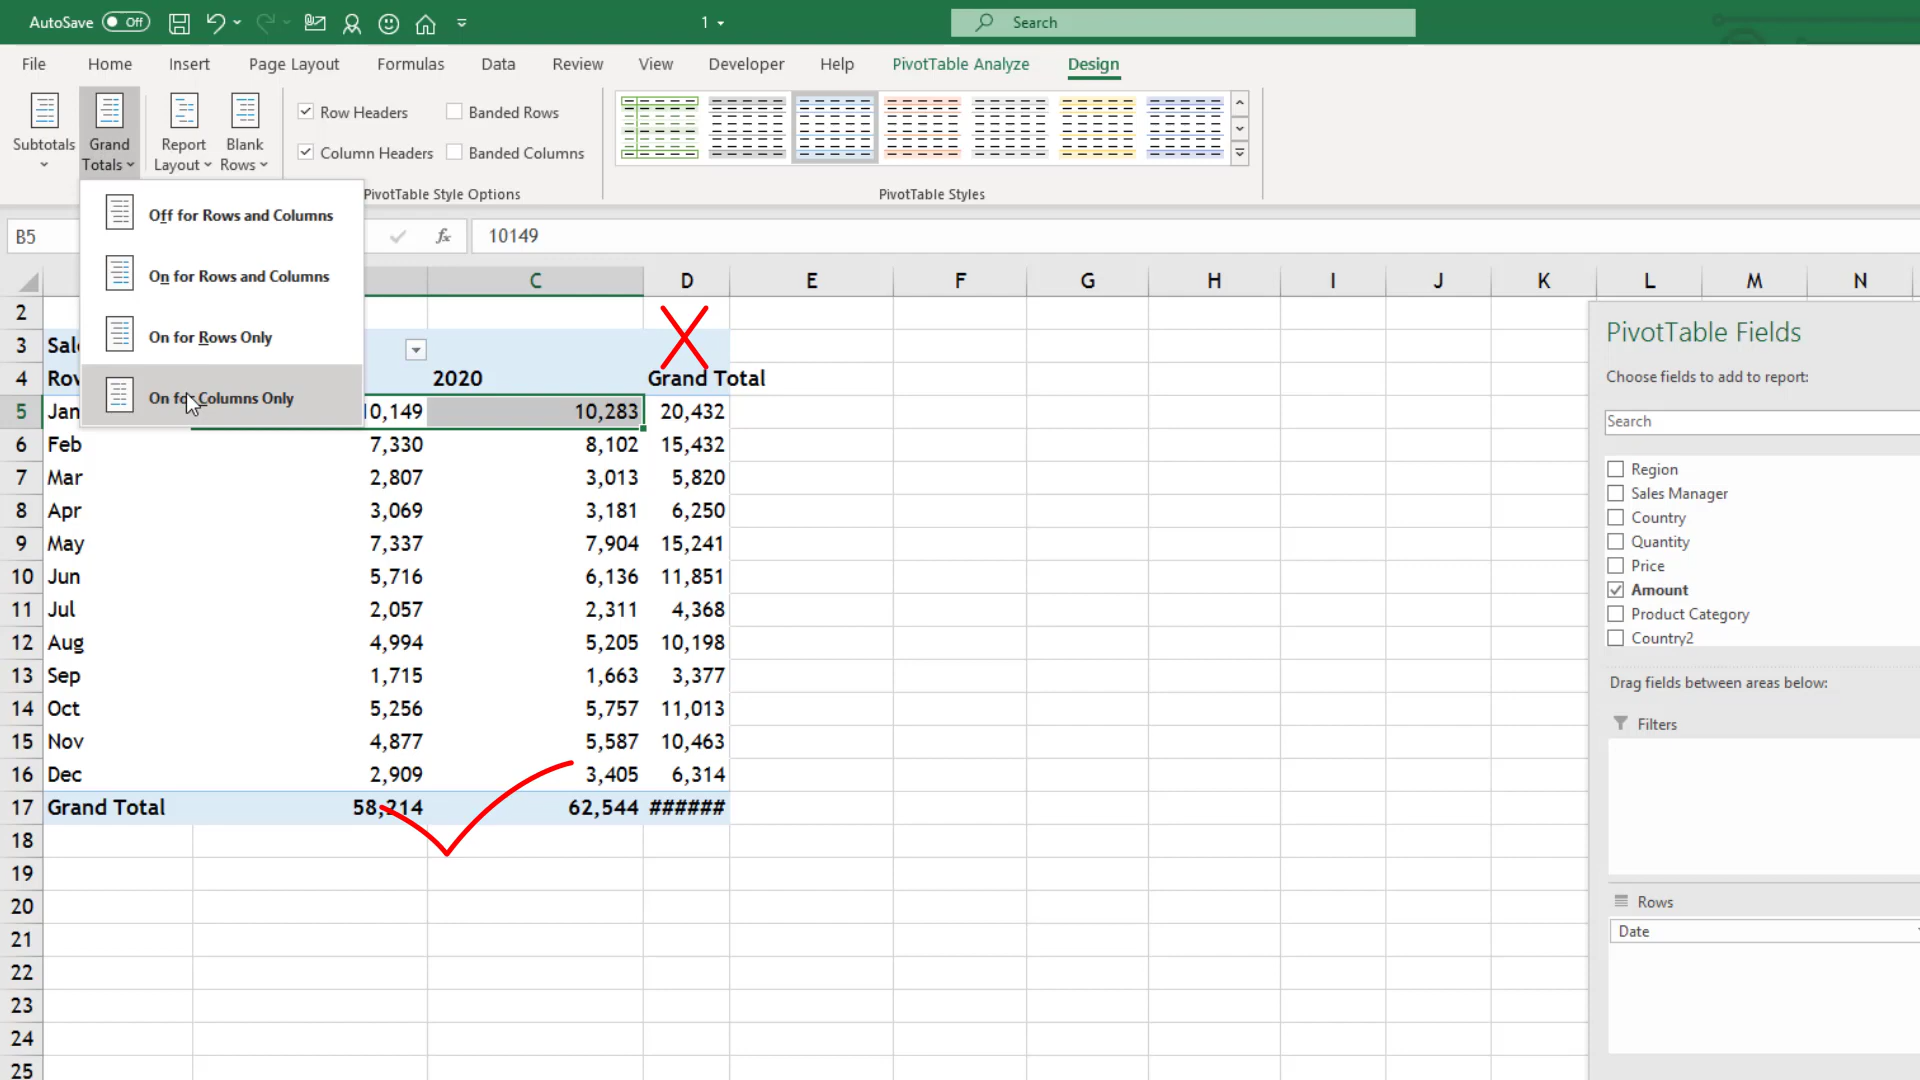 AutoSave Off 1 Search
File Home Insert Page Layout Formulas Data Review View Developer Help PivotTable Analyze Design
Subtotals Grand Totals Report Layout Blank Rows
Row Headers Banded Rows
Column Headers Banded Columns
PivotTable Style Options PivotTable Styles
Off for Rows and Columns
On for Rows and Columns
On for Rows Only
On for Columns Only
B5 fx 10149
C D E F G H I J K L M N
2
3 Sal
4 Ro 2020 Grand Total
5 Jan 10,149 10,283 20,432
6 Feb 7,330 8,102 15,432
7 Mar 2,807 3,013 5,820
8 Apr 3,069 3,181 6,250
9 May 7,337 7,904 15,241
10 Jun 5,716 6,136 11,851
11 Jul 2,057 2,311 4,368
12 Aug 4,994 5,205 10,198
13 Sep 1,715 1,663 3,377
14 Oct 5,256 5,757 11,013
15 Nov 4,877 5,587 10,463
16 Dec 2,909 3,405 6,314
17 Grand Total 58,214 62,544 ######
18
19
20
21
22
23
24
25
PivotTable Fields
Choose fields to add to report:
Search
Region
Sales Manager
Country
Quantity
Price
Amount
Product Category
Country2
Drag fields between areas below:
Filters
Rows
Date